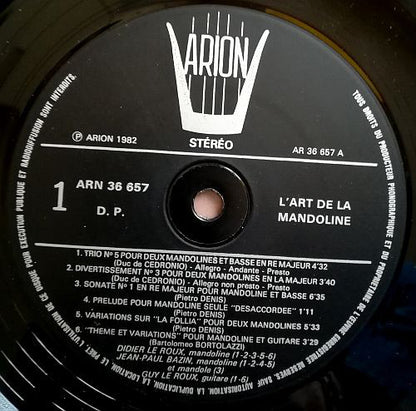 ARION
STÉRÉO
℗ ARION 1982
AR 36 657 A
1
ARN 36 657
D. P.
L'ART DE LA
MANDOLINE
1. TRIO Nº 5 POUR DEUX MANDOLINES ET BASSE EN RE MAJEUR 4'32
(Duc de CEDRONIO) - Allegro - Andante - Presto
2. DIVERTISSEMENT Nº 3 POUR DEUX MANDOLINES EN LA MAJEUR 3'40
(Duc de CEDRONIO) - Allegro non presto - Presto
3. SONATE Nº 1 EN RE MAJEUR POUR MANDOLINE ET BASSE 6'35
(Pietro DENIS)
4. PRELUDE POUR MANDOLINE SEULE "DESACCORDEE" 1'11
(Pietro DENIS)
5. VARIATIONS SUR "LA FOLLIA" POUR DEUX MANDOLINES 5'33
(Pietro DENIS)
6. "THEME ET VARIATIONS" POUR MANDOLINE ET GUITARE 3'29
(Bartolomeo BORTOLAZZI)
DIDIER LE ROUX, mandoline (1-2-3-5-6)
JEAN-PAUL BAZIN, mandoline (1-2-4-5)
et mandole (3)
GUY LE ROUX, guitare (1-6)
TOUS DROITS DU PRODUCTEUR PHONOGRAPHIQUE ET DU PROPRIETAIRE DE L'ŒUVRE ENREGISTREE RESERVES. SAUF AUTORISATION, LA DUPLICATION, LA LOCATION, LE PRET, L'UTILISATION DE CE DISQUE POUR EXECUTION PUBLIQUE ET RADIODIFFUSION SONT INTERDITS.